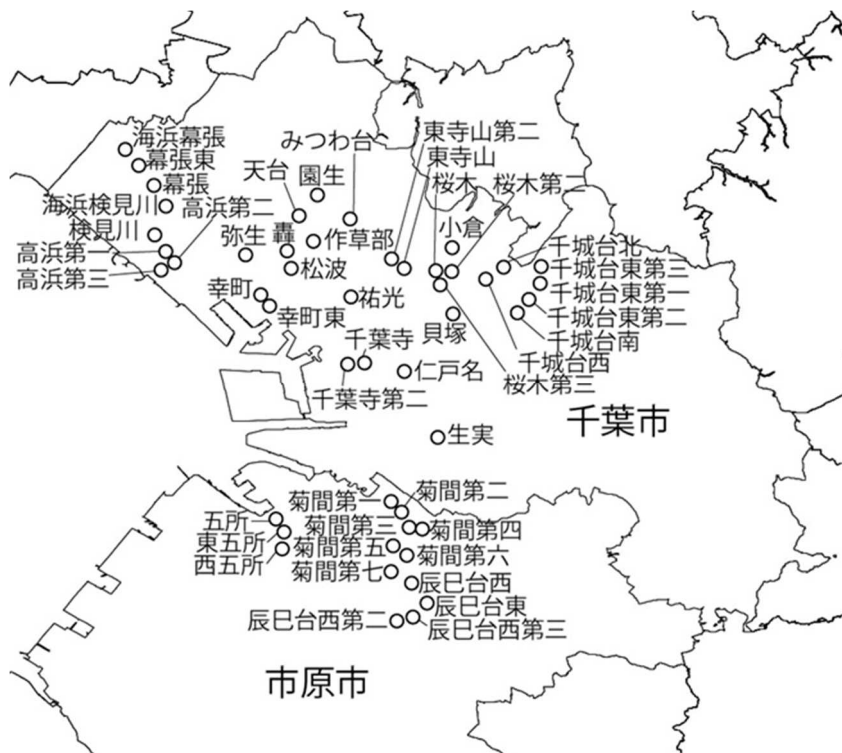 海浜幕張
幕張東
幕張
海浜検見川
高浜第二
検見川
高浜第一
高浜第三
みつわ台
天台
園生
弥生
轟
作草部
松波
東寺山第二
東寺山
桜木
桜木第二
小倉
千城台北
千城台東第三
千城台東第一
千城台東第二
千城台南
千城台西
桜木第三
幸町
幸町東
祐光
貝塚
千葉寺
千葉寺第二
仁戸名
千葉市
生実
菊間第一
菊間第二
五所
菊間第三
菊間第四
東五所
菊間第五
西五所
菊間第六
菊間第七
辰巳台西
辰巳台東
辰巳台西第二
辰巳台西第三
市原市